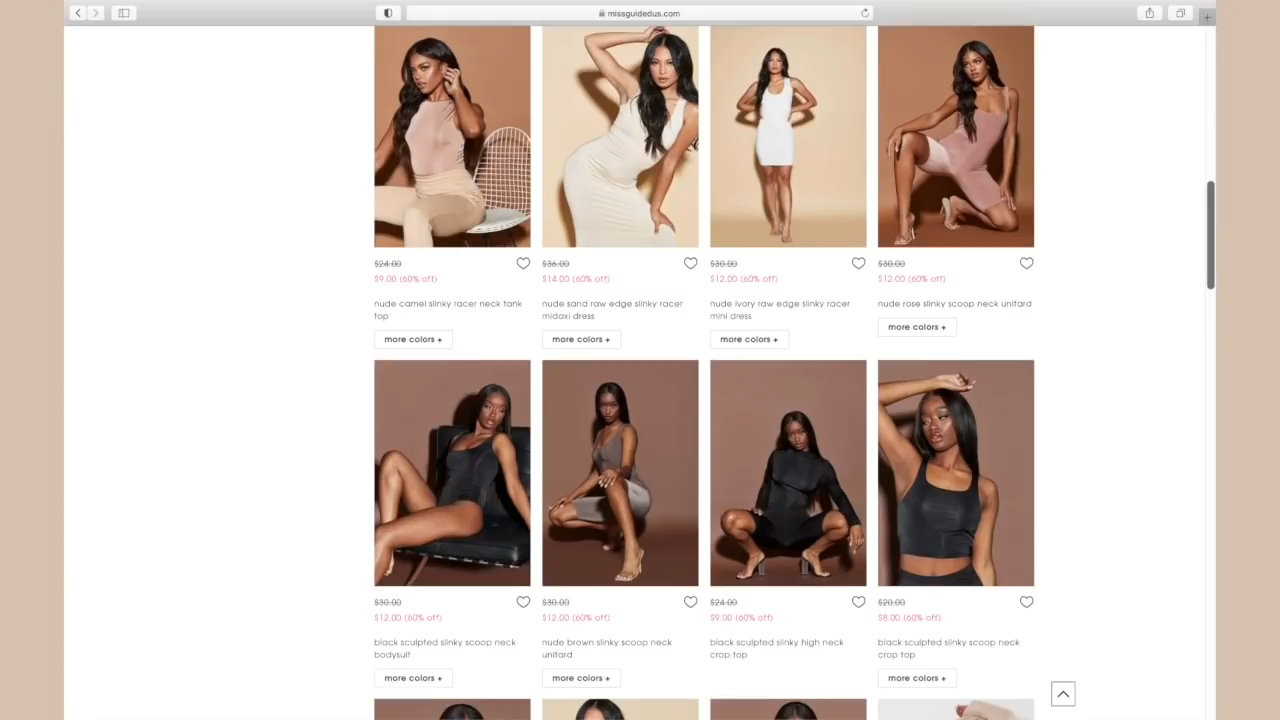 missguidedus.com
$24.00
$9.00 (60% off)
nude camel slinky racer neck tank
top
more colors +
$36.00
$14.00 (60% off)
nude sand raw edge slinky racer
midaxi dress
more colors +
$30.00
$12.00 (60% off)
nude ivory raw edge slinky racer
mini dress
more colors +
$30.00
$12.00 (60% off)
nude rose slinky scoop neck unitard
more colors +
$30.00
$12.00 (60% off)
black sculpted slinky scoop neck
bodysuit
more colors +
$30.00
$12.00 (60% off)
nude brown slinky scoop neck
unitard
more colors +
$24.00
$9.00 (60% off)
black sculpted slinky high neck
crop top
more colors +
$20.00
$8.00 (60% off)
black sculpted slinky scoop neck
crop top
more colors +